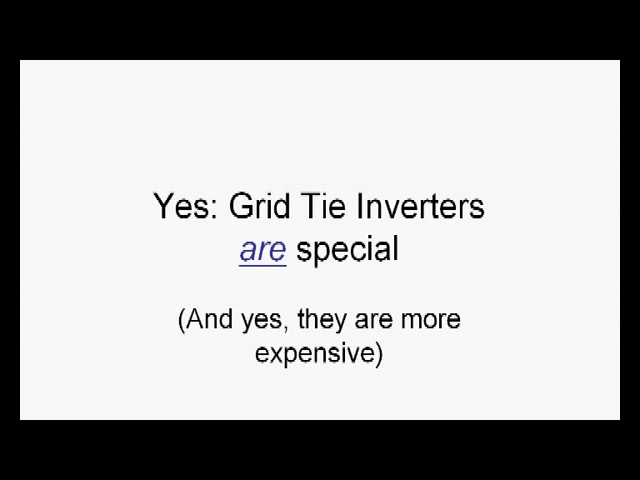 Yes: Grid Tie Inverters
are special
(And yes, they are more
expensive)